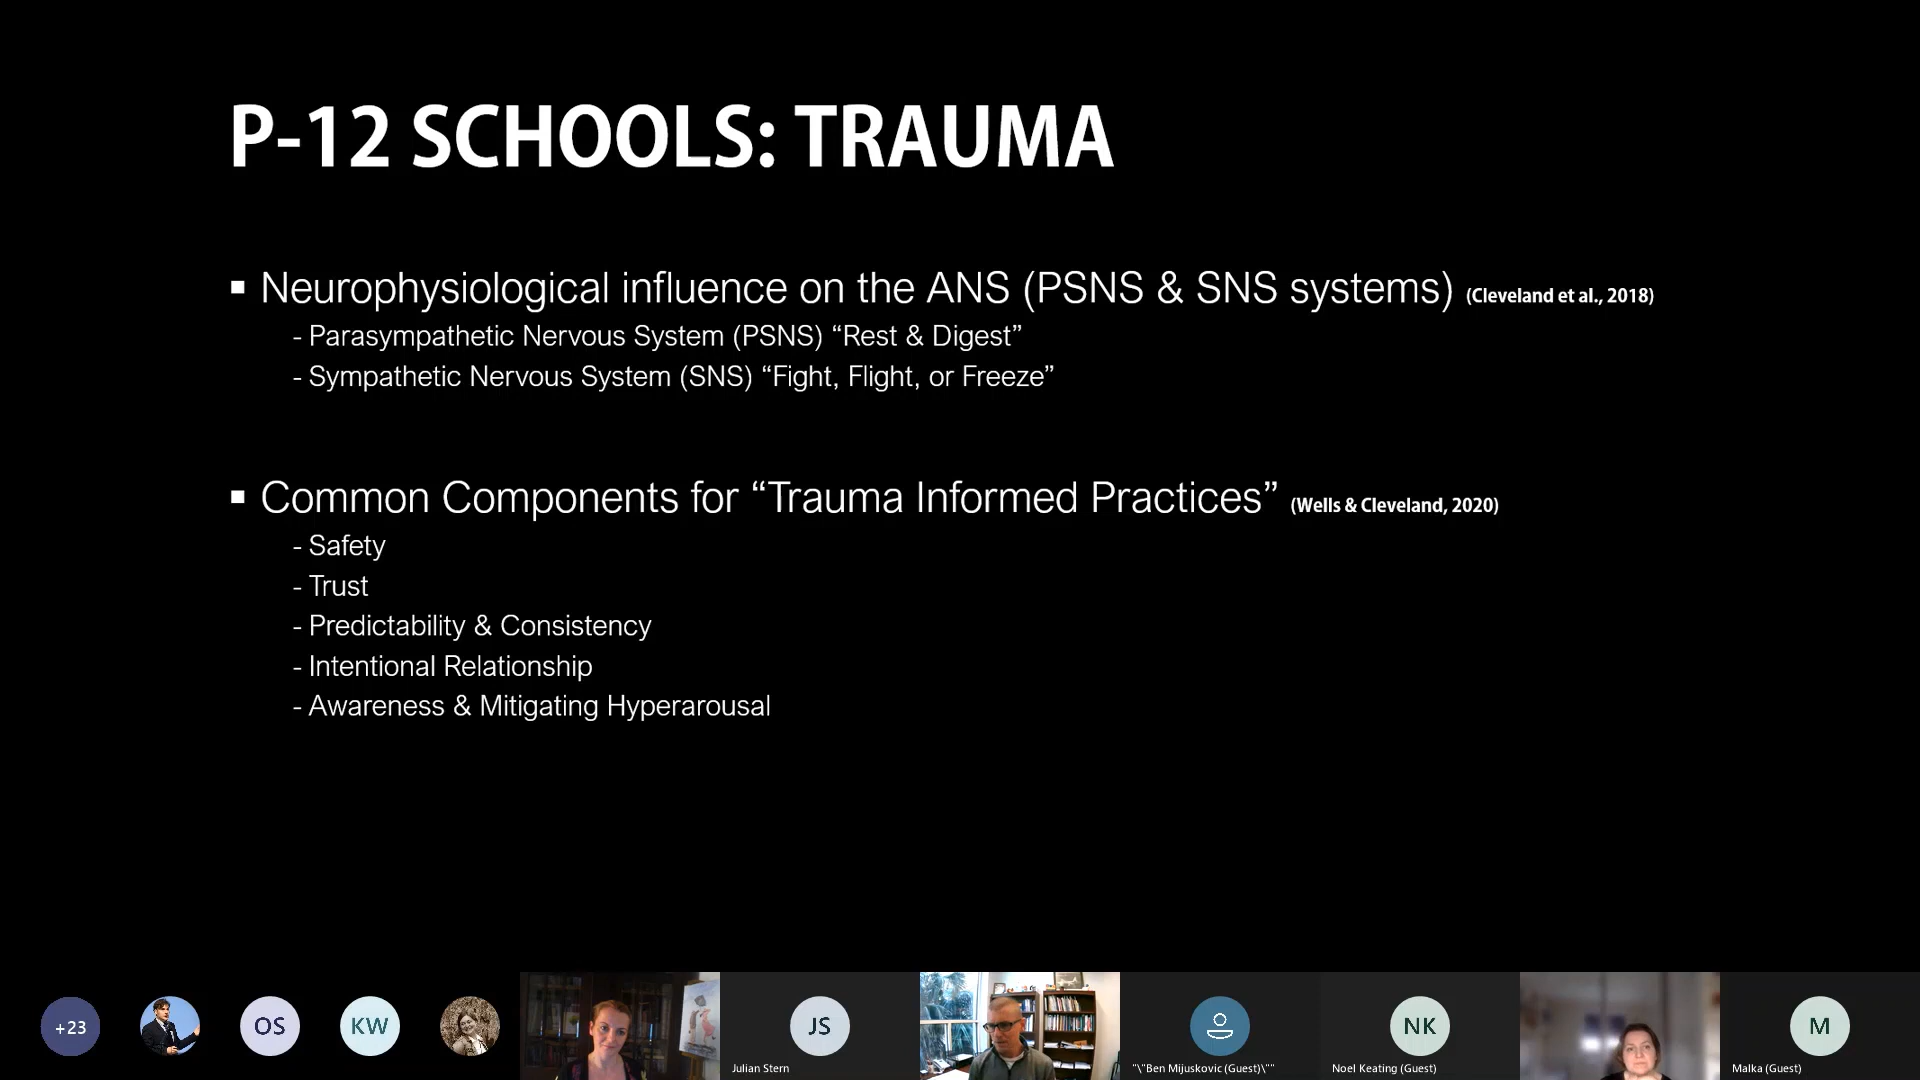 P-12 SCHOOLS: TRAUMA
▪ Neurophysiological influence on the ANS (PSNS & SNS systems) (Cleveland et al., 2018)
- Parasympathetic Nervous System (PSNS) “Rest & Digest”
- Sympathetic Nervous System (SNS) “Fight, Flight, or Freeze”
▪ Common Components for “Trauma Informed Practices” (Wells & Cleveland, 2020)
- Safety
- Trust
- Predictability & Consistency
- Intentional Relationship
- Awareness & Mitigating Hyperarousal
+23
OS
KW
JS
Julian Stern
"\"Ben Mijuskovic (Guest)\""
NK
Noel Keating (Guest)
M
Malka (Guest)